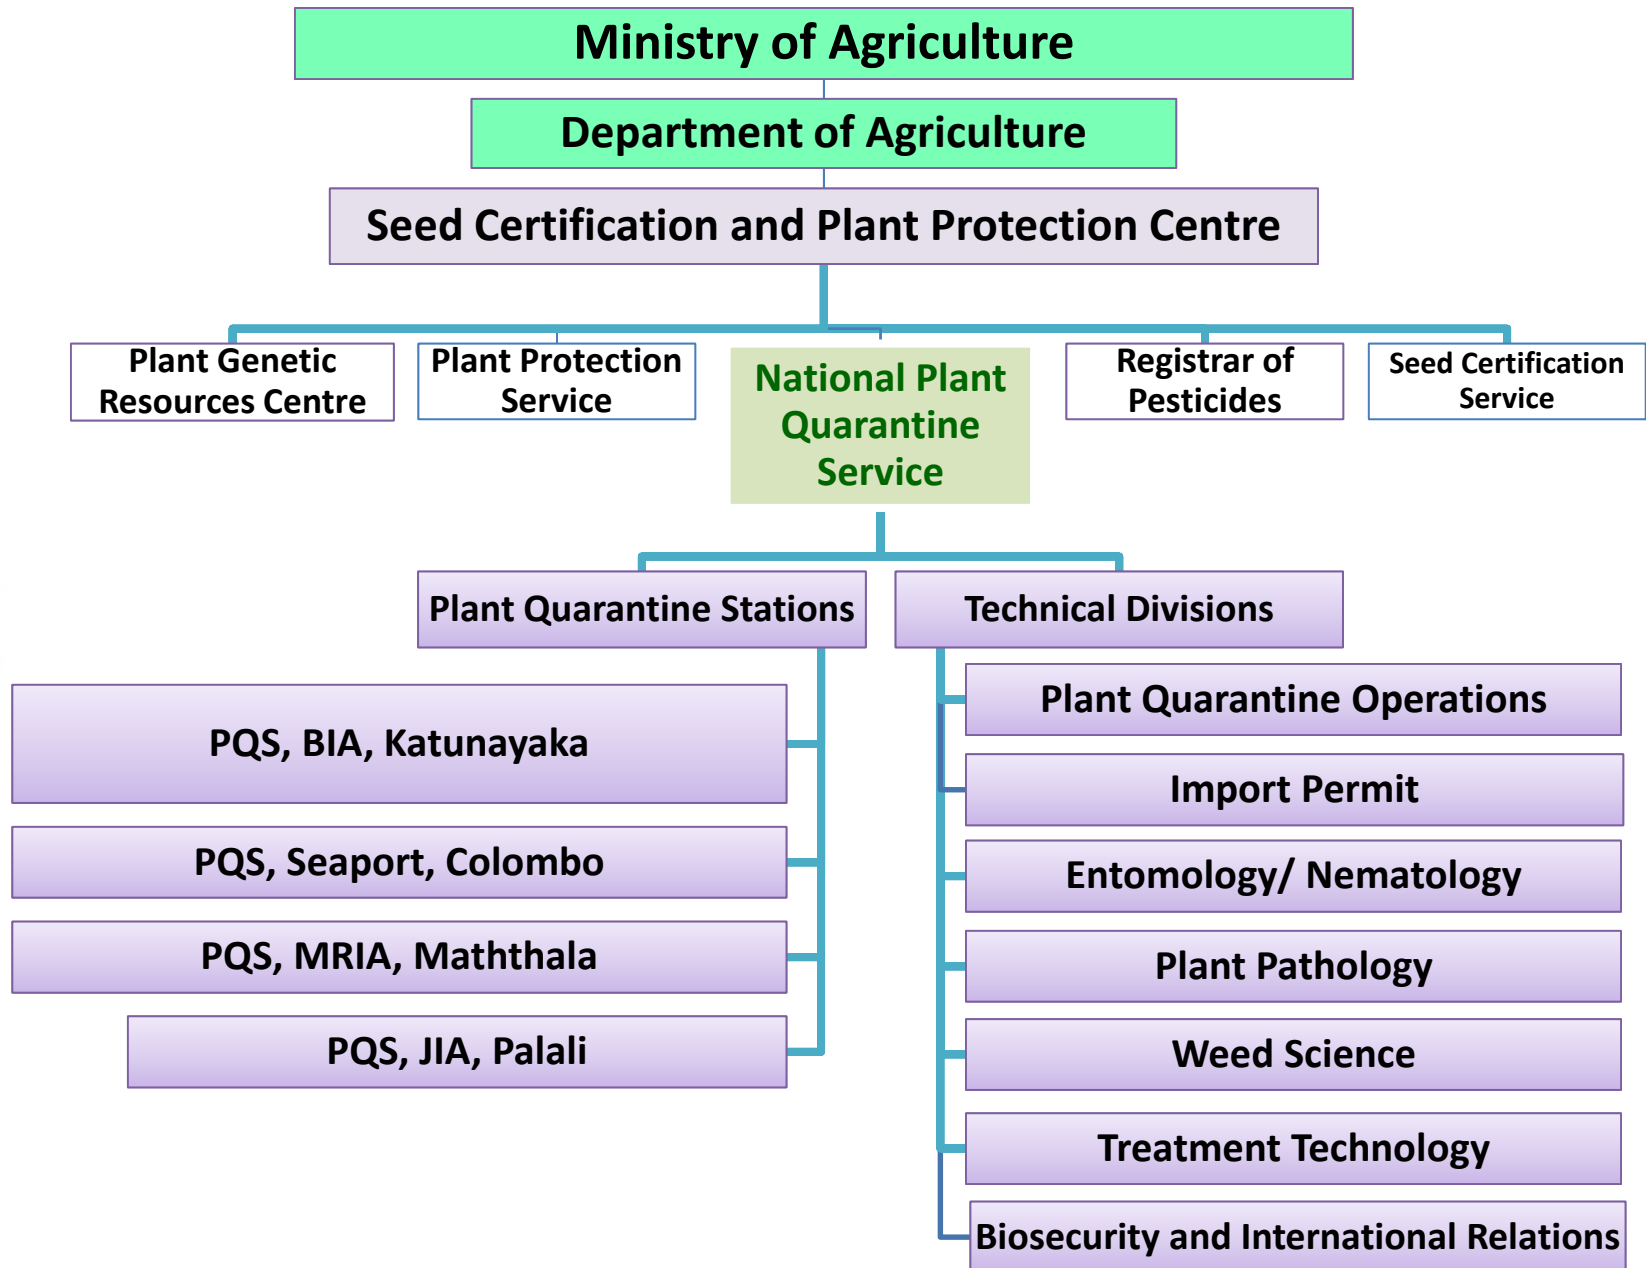 Ministry of Agriculture
Department of Agriculture
Seed Certification and Plant Protection Centre
Plant Genetic
Resources Centre
Plant Protection
Service
National Plant
Quarantine
Service
Registrar of
Pesticides
Seed Certification
Service
Plant Quarantine Stations
PQS, BIA, Katunayaka
PQS, Seaport, Colombo
PQS, MRIA, Maththala
PQS, JIA, Palali
Technical Divisions
Plant Quarantine Operations
Import Permit
Entomology/ Nematology
Plant Pathology
Weed Science
Treatment Technology
Biosecurity and International Relations